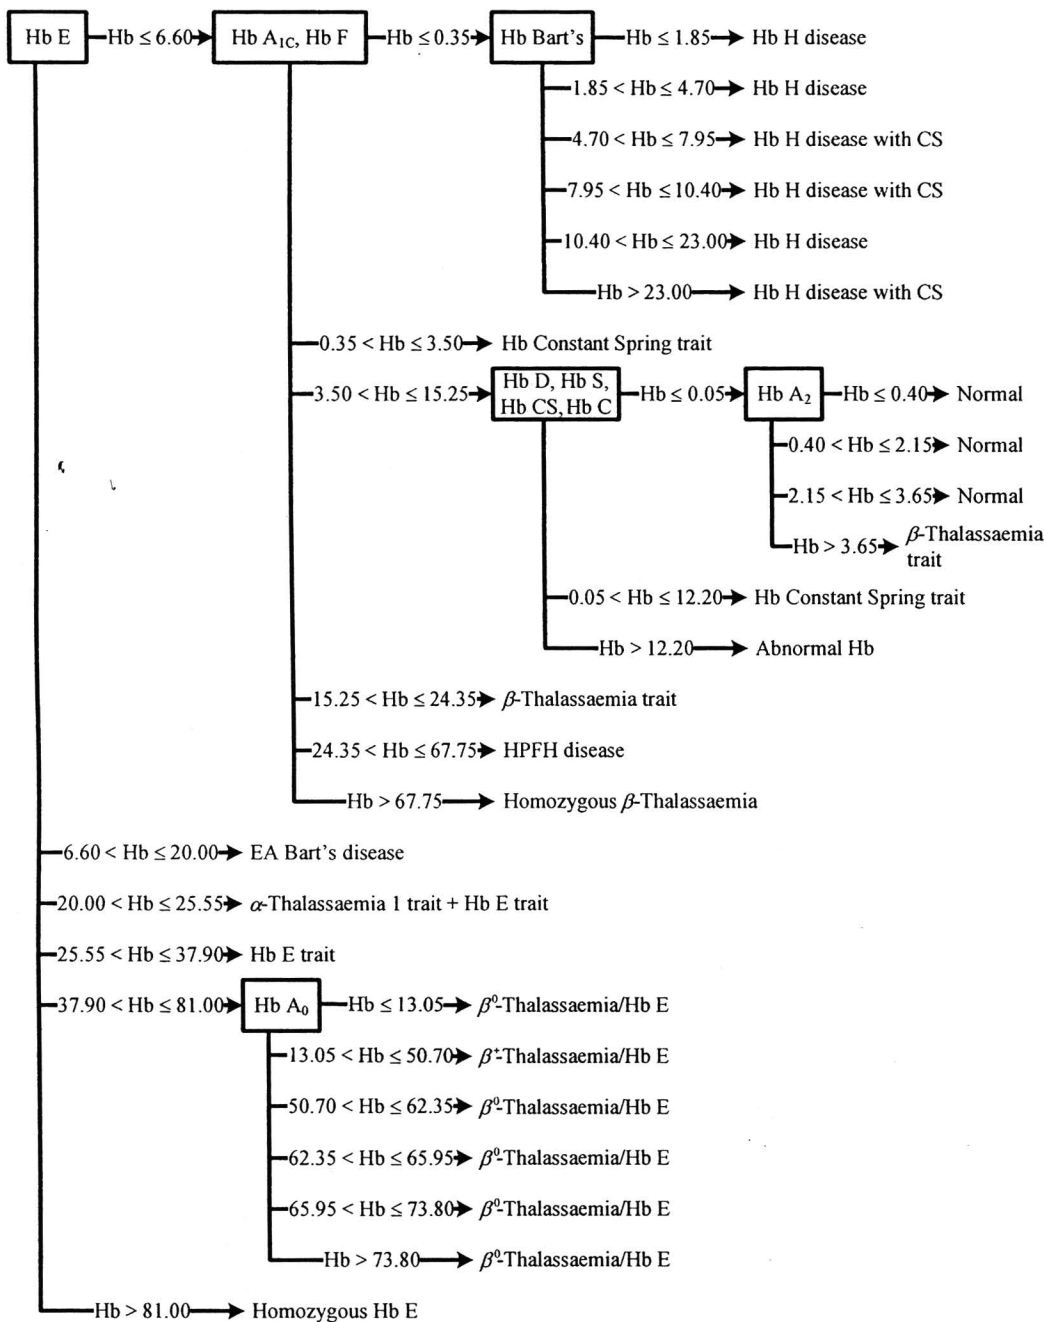 Hb E Hb ≤ 6.60 Hb A1C, Hb F Hb ≤ 0.35 Hb Bart's Hb ≤ 1.85 Hb H disease
1.85 < Hb ≤ 4.70 Hb H disease
4.70 < Hb ≤ 7.95 Hb H disease with CS
7.95 < Hb ≤ 10.40 Hb H disease with CS
10.40 < Hb ≤ 23.00 Hb H disease
Hb > 23.00 Hb H disease with CS
0.35 < Hb ≤ 3.50 Hb Constant Spring trait
3.50 < Hb ≤ 15.25 Hb D, Hb S, Hb ≤ 0.05 Hb A2 Hb ≤ 0.40 Normal
Hb CS, Hb C
0.40 < Hb ≤ 2.15 Normal
2.15 < Hb ≤ 3.65 Normal
Hb > 3.65 β-Thalassaemia
trait
0.05 < Hb ≤ 12.20 Hb Constant Spring trait
Hb > 12.20 Abnormal Hb
15.25 < Hb ≤ 24.35 β-Thalassaemia trait
24.35 < Hb ≤ 67.75 HPFH disease
Hb > 67.75 Homozygous β-Thalassaemia
6.60 < Hb ≤ 20.00 EA Bart's disease
20.00 < Hb ≤ 25.55 α-Thalassaemia 1 trait + Hb E trait
25.55 < Hb ≤ 37.90 Hb E trait
37.90 < Hb ≤ 81.00 Hb A0 Hb ≤ 13.05 β⁰-Thalassaemia/Hb E
13.05 < Hb ≤ 50.70 β⁺-Thalassaemia/Hb E
50.70 < Hb ≤ 62.35 β⁰-Thalassaemia/Hb E
62.35 < Hb ≤ 65.95 β⁰-Thalassaemia/Hb E
65.95 < Hb ≤ 73.80 β⁰-Thalassaemia/Hb E
Hb > 73.80 β⁰-Thalassaemia/Hb E
Hb > 81.00 Homozygous Hb E